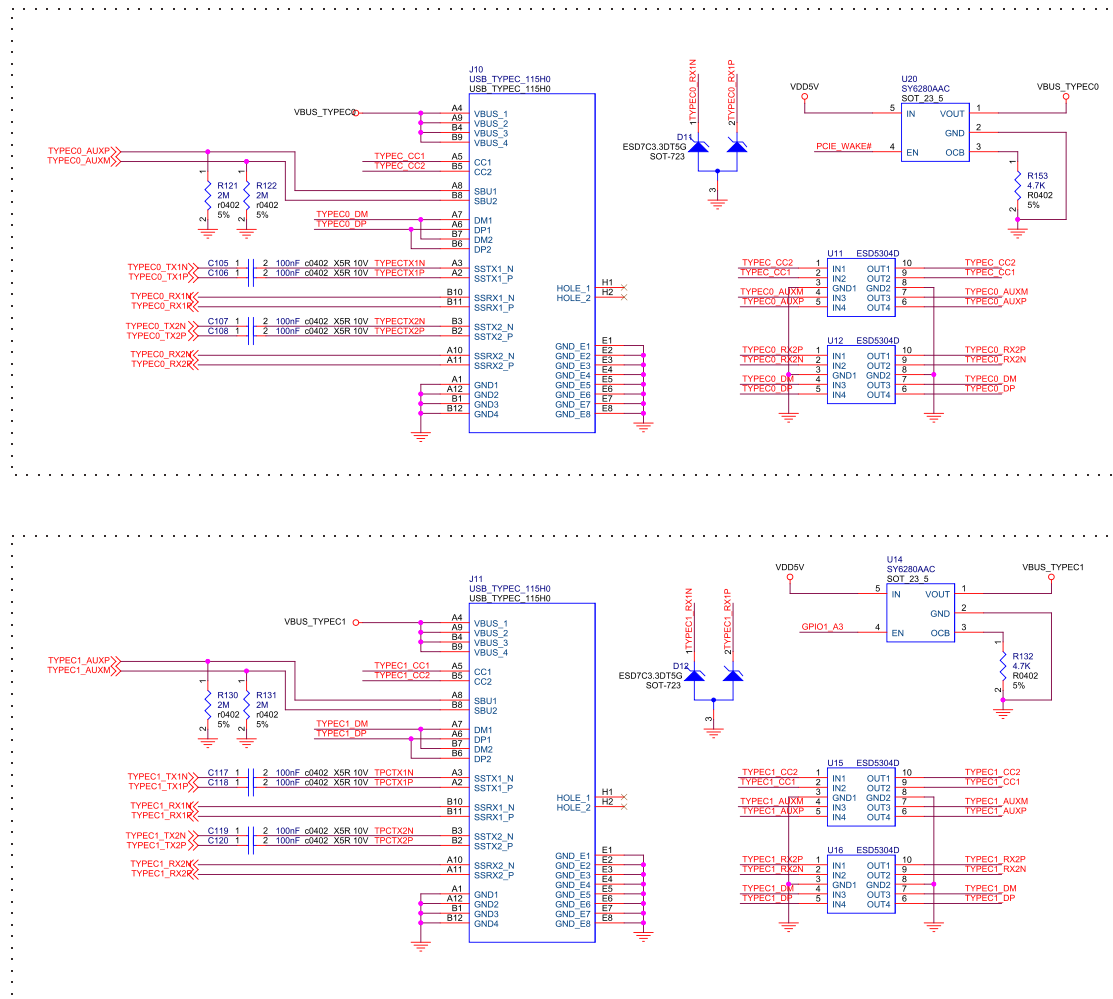 J10
USB_TYPEC_115H0
USB_TYPEC_115H0
VBUS_TYPEC0
A4 VBUS_1
A9 VBUS_2
B4 VBUS_3
B9 VBUS_4
TYPEC_CC1 A5 CC1
TYPEC_CC2 B5 CC2
TYPEC0_AUXP
TYPEC0_AUXM
A8 SBU1
B8 SBU2
R121 2M r0402 5% 1 2
R122 2M r0402 5% 1 2
TYPEC0_DM A7 DM1
TYPEC0_DP A6 DP1
B7 DM2
B6 DP2
TYPEC0_TX1N C105 1 2 100nF c0402 X5R 10V TYPECTX1N A3 SSTX1_N
TYPEC0_TX1P C106 1 2 100nF c0402 X5R 10V TYPECTX1P A2 SSTX1_P
TYPEC0_RX1N B10 SSRX1_N
TYPEC0_RX1P B11 SSRX1_P
TYPEC0_TX2N C107 1 2 100nF c0402 X5R 10V TYPECTX2N B3 SSTX2_N
TYPEC0_TX2P C108 1 2 100nF c0402 X5R 10V TYPECTX2P B2 SSTX2_P
TYPEC0_RX2N A10 SSRX2_N
TYPEC0_RX2P A11 SSRX2_P
A1 GND1
A12 GND2
B1 GND3
B12 GND4
HOLE_1 H1
HOLE_2 H2
GND_E1 E1
GND_E2 E2
GND_E3 E3
GND_E4 E4
GND_E5 E5
GND_E6 E6
GND_E7 E7
GND_E8 E8
TYPEC0_RX1N
TYPEC0_RX1P
1 2
D11
ESD7C3.3DT5G
SOT-723
3
U20
SY6280AAC
SOT_23_5
VDD5V
VBUS_TYPEC0
5 IN VOUT 1
GND 2
PCIE_WAKE# 4 EN OCB 3
R153 4.7K R0402 5% 1 2
U11 ESD5304D
TYPEC_CC2 1 IN1 OUT1 10 TYPEC_CC2
TYPEC_CC1 2 IN2 OUT2 9 TYPEC_CC1
3 GND1 GND2 8
TYPEC0_AUXM 4 IN3 OUT3 7 TYPEC0_AUXM
TYPEC0_AUXP 5 IN4 OUT4 6 TYPEC0_AUXP
U12 ESD5304D
TYPEC0_RX2P 1 IN1 OUT1 10 TYPEC0_RX2P
TYPEC0_RX2N 2 IN2 OUT2 9 TYPEC0_RX2N
3 GND1 GND2 8
TYPEC0_DM 4 IN3 OUT3 7 TYPEC0_DM
TYPEC0_DP 5 IN4 OUT4 6 TYPEC0_DP
J11
USB_TYPEC_115H0
USB_TYPEC_115H0
VBUS_TYPEC1
A4 VBUS_1
A9 VBUS_2
B4 VBUS_3
B9 VBUS_4
TYPEC1_CC1 A5 CC1
TYPEC1_CC2 B5 CC2
TYPEC1_AUXP
TYPEC1_AUXM
A8 SBU1
B8 SBU2
R130 2M r0402 5% 1 2
R131 2M r0402 5% 1 2
TYPEC1_DM A7 DM1
TYPEC1_DP A6 DP1
B7 DM2
B6 DP2
TYPEC1_TX1N C117 1 2 100nF c0402 X5R 10V TPCTX1N A3 SSTX1_N
TYPEC1_TX1P C118 1 2 100nF c0402 X5R 10V TPCTX1P A2 SSTX1_P
TYPEC1_RX1N B10 SSRX1_N
TYPEC1_RX1P B11 SSRX1_P
TYPEC1_TX2N C119 1 2 100nF c0402 X5R 10V TPCTX2N B3 SSTX2_N
TYPEC1_TX2P C120 1 2 100nF c0402 X5R 10V TPCTX2P B2 SSTX2_P
TYPEC1_RX2N A10 SSRX2_N
TYPEC1_RX2P A11 SSRX2_P
A1 GND1
A12 GND2
B1 GND3
B12 GND4
HOLE_1 H1
HOLE_2 H2
GND_E1 E1
GND_E2 E2
GND_E3 E3
GND_E4 E4
GND_E5 E5
GND_E6 E6
GND_E7 E7
GND_E8 E8
TYPEC1_RX1N
TYPEC1_RX1P
1 2
D12
ESD7C3.3DT5G
SOT-723
3
U14
SY6280AAC
SOT_23_5
VDD5V
VBUS_TYPEC1
5 IN VOUT 1
GND 2
GPIO1_A3 4 EN OCB 3
R132 4.7K R0402 5% 1 2
U15 ESD5304D
TYPEC1_CC2 1 IN1 OUT1 10 TYPEC1_CC2
TYPEC1_CC1 2 IN2 OUT2 9 TYPEC1_CC1
3 GND1 GND2 8
TYPEC1_AUXM 4 IN3 OUT3 7 TYPEC1_AUXM
TYPEC1_AUXP 5 IN4 OUT4 6 TYPEC1_AUXP
U16 ESD5304D
TYPEC1_RX2P 1 IN1 OUT1 10 TYPEC1_RX2P
TYPEC1_RX2N 2 IN2 OUT2 9 TYPEC1_RX2N
3 GND1 GND2 8
TYPEC1_DM 4 IN3 OUT3 7 TYPEC1_DM
TYPEC1_DP 5 IN4 OUT4 6 TYPEC1_DP